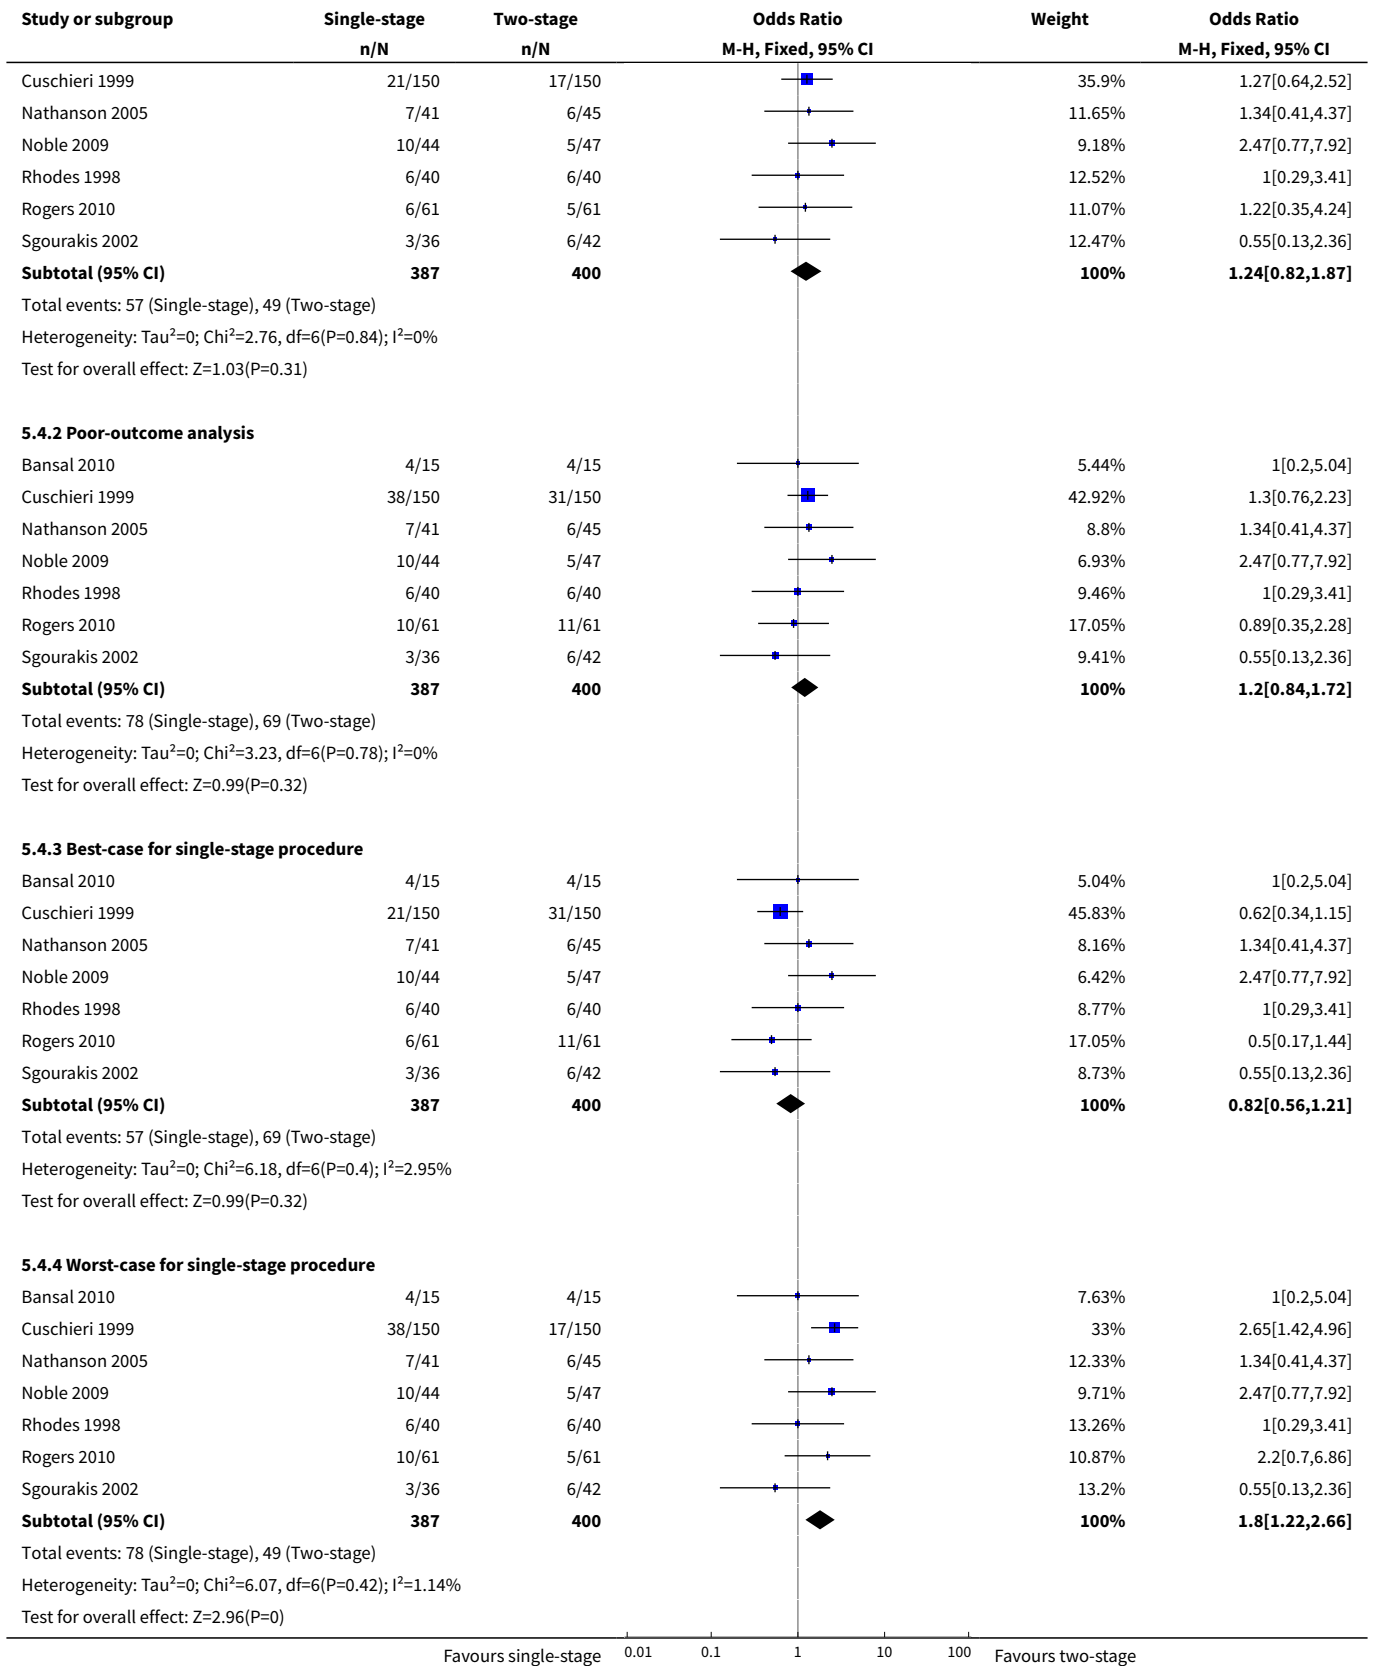 Study or subgroup Single-stage Two-stage Odds Ratio Weight Odds Ratio
n/N n/N M-H, Fixed, 95% CI M-H, Fixed, 95% CI
Cuschieri 1999 21/150 17/150 35.9% 1.27[0.64,2.52]
Nathanson 2005 7/41 6/45 11.65% 1.34[0.41,4.37]
Noble 2009 10/44 5/47 9.18% 2.47[0.77,7.92]
Rhodes 1998 6/40 6/40 12.52% 1[0.29,3.41]
Rogers 2010 6/61 5/61 11.07% 1.22[0.35,4.24]
Sgourakis 2002 3/36 6/42 12.47% 0.55[0.13,2.36]
Subtotal (95% CI) 387 400 100% 1.24[0.82,1.87]
Total events: 57 (Single-stage), 49 (Two-stage)
Heterogeneity: Tau²=0; Chi²=2.76, df=6(P=0.84); I²=0%
Test for overall effect: Z=1.03(P=0.31)
5.4.2 Poor-outcome analysis
Bansal 2010 4/15 4/15 5.44% 1[0.2,5.04]
Cuschieri 1999 38/150 31/150 42.92% 1.3[0.76,2.23]
Nathanson 2005 7/41 6/45 8.8% 1.34[0.41,4.37]
Noble 2009 10/44 5/47 6.93% 2.47[0.77,7.92]
Rhodes 1998 6/40 6/40 9.46% 1[0.29,3.41]
Rogers 2010 10/61 11/61 17.05% 0.89[0.35,2.28]
Sgourakis 2002 3/36 6/42 9.41% 0.55[0.13,2.36]
Subtotal (95% CI) 387 400 100% 1.2[0.84,1.72]
Total events: 78 (Single-stage), 69 (Two-stage)
Heterogeneity: Tau²=0; Chi²=3.23, df=6(P=0.78); I²=0%
Test for overall effect: Z=0.99(P=0.32)
5.4.3 Best-case for single-stage procedure
Bansal 2010 4/15 4/15 5.04% 1[0.2,5.04]
Cuschieri 1999 21/150 31/150 45.83% 0.62[0.34,1.15]
Nathanson 2005 7/41 6/45 8.16% 1.34[0.41,4.37]
Noble 2009 10/44 5/47 6.42% 2.47[0.77,7.92]
Rhodes 1998 6/40 6/40 8.77% 1[0.29,3.41]
Rogers 2010 6/61 11/61 17.05% 0.5[0.17,1.44]
Sgourakis 2002 3/36 6/42 8.73% 0.55[0.13,2.36]
Subtotal (95% CI) 387 400 100% 0.82[0.56,1.21]
Total events: 57 (Single-stage), 69 (Two-stage)
Heterogeneity: Tau²=0; Chi²=6.18, df=6(P=0.4); I²=2.95%
Test for overall effect: Z=0.99(P=0.32)
5.4.4 Worst-case for single-stage procedure
Bansal 2010 4/15 4/15 7.63% 1[0.2,5.04]
Cuschieri 1999 38/150 17/150 33% 2.65[1.42,4.96]
Nathanson 2005 7/41 6/45 12.33% 1.34[0.41,4.37]
Noble 2009 10/44 5/47 9.71% 2.47[0.77,7.92]
Rhodes 1998 6/40 6/40 13.26% 1[0.29,3.41]
Rogers 2010 10/61 5/61 10.87% 2.2[0.7,6.86]
Sgourakis 2002 3/36 6/42 13.2% 0.55[0.13,2.36]
Subtotal (95% CI) 387 400 100% 1.8[1.22,2.66]
Total events: 78 (Single-stage), 49 (Two-stage)
Heterogeneity: Tau²=0; Chi²=6.07, df=6(P=0.42); I²=1.14%
Test for overall effect: Z=2.96(P=0)
Favours single-stage 0.01 0.1 1 10 100 Favours two-stage